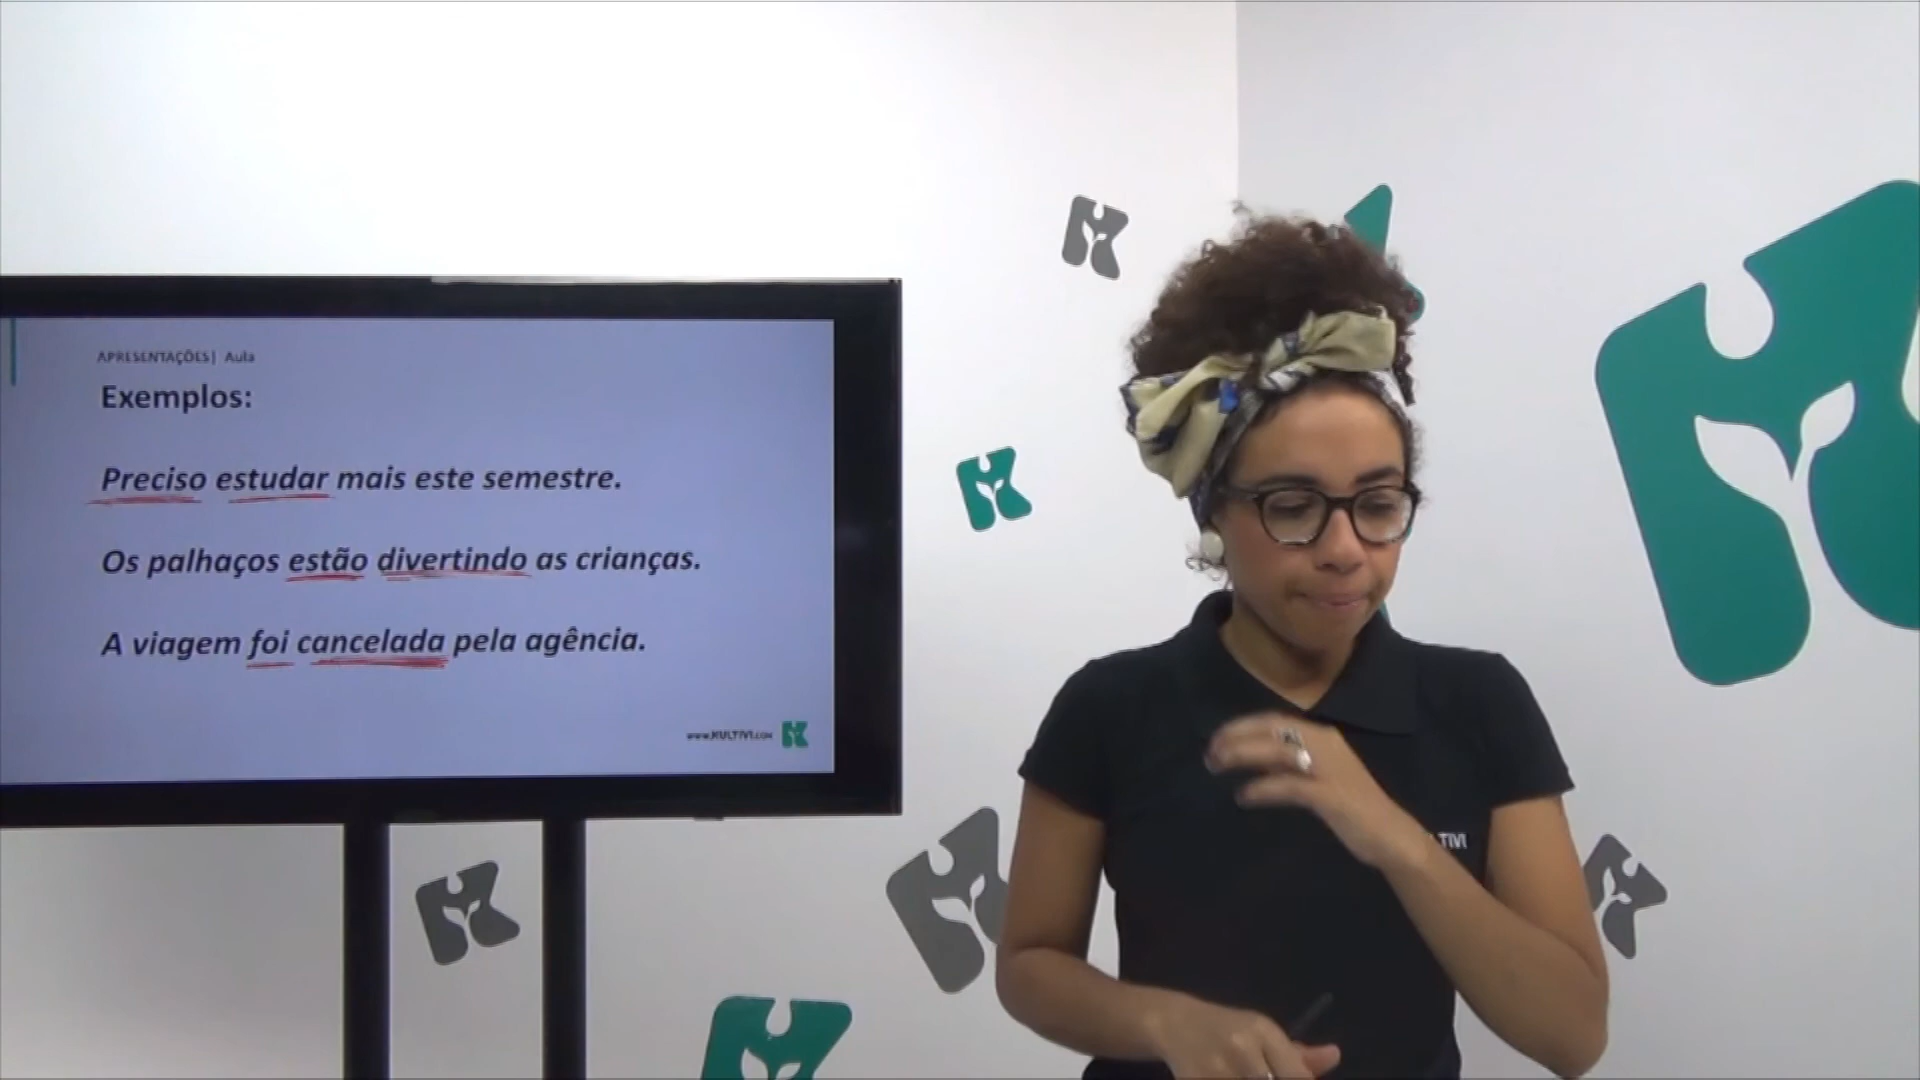 APRESENTAÇÕES| Aula
Exemplos:
Preciso estudar mais este semestre.
Os palhaços estão divertindo as crianças.
A viagem foi cancelada pela agência.
www.KULTIVI.COM
LTIVI